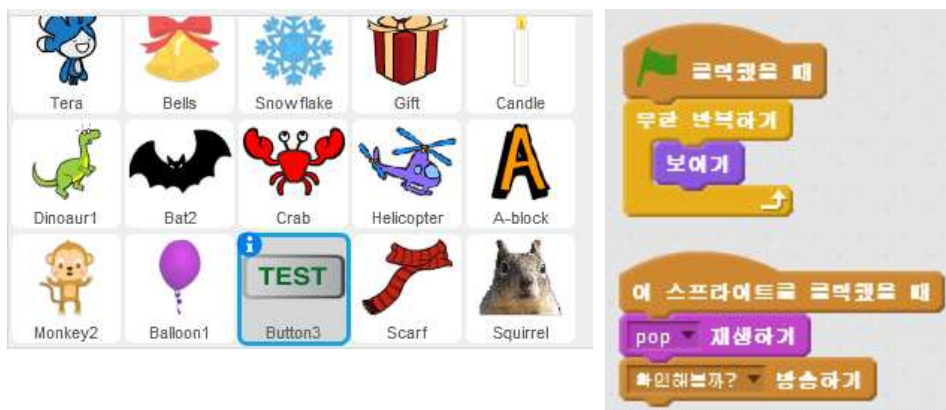 Tera Bells Snowflake Gift Candle
A
Dinoaur1 Bat2 Crab Helicopter A-block
i
TEST
Monkey2 Balloon1 Button3 Scarf Squirrel
클릭했을 때
무한 반복하기
보이기
이 스프라이트를 클릭했을 때
pop 재생하기
확인해볼까? 방송하기